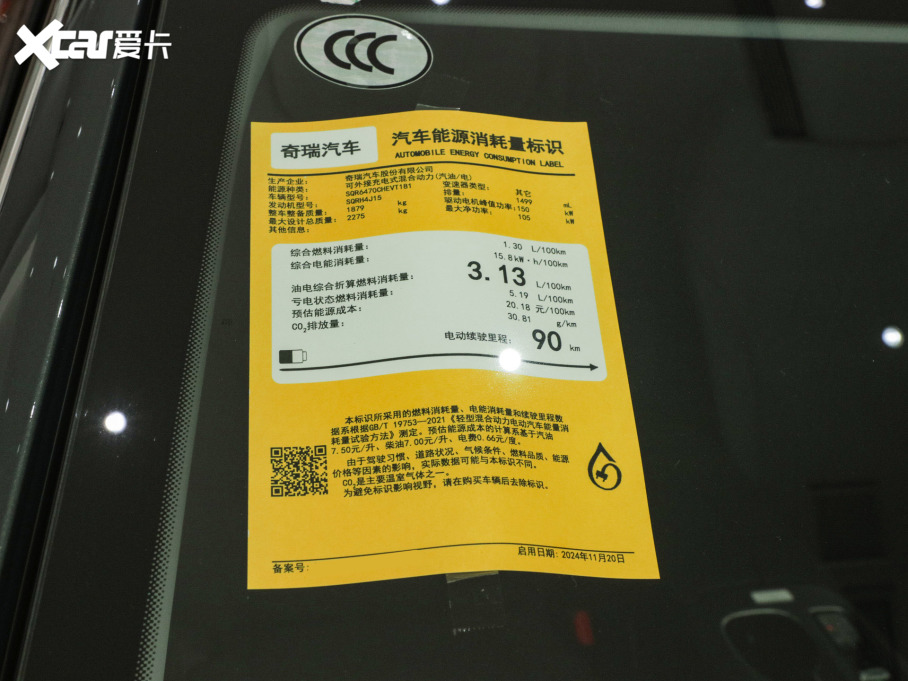 Xcar爱卡
CCC
奇瑞汽车
汽车能源消耗量标识
AUTOMOBILE ENERGY CONSUMPTION LABEL
生产企业: 奇瑞汽车股份有限公司
能源种类: 可外接充电式混合动力(汽油/电)
车辆型号: SQR6470CHEVT181 变速器类型: 其它
发动机型号: SQRH4J15 排量: 1499 mL
整车整备质量: 1879 kg 驱动电机峰值功率: 150 kW
最大设计总质量: 2275 kg 最大净功率: 105 kW
其他信息:
综合燃料消耗量: 1.30 L/100km
综合电能消耗量: 15.8 kW·h/100km
油电综合折算燃料消耗量: 3.13 L/100km
亏电状态燃料消耗量: 5.19 L/100km
预估能源成本: 20.18 元/100km
CO₂排放量: 30.81 g/km
电动续驶里程: 90 km
本标识所采用的燃料消耗量、电能消耗量和续驶里程数
据系根据GB/T 19753—2021《轻型混合动力电动汽车能量消
耗量试验方法》测定。预估能源成本的计算系基于汽油
7.50元/升、柴油7.00元/升、电费0.66元/度。
由于驾驶习惯、道路状况、气候条件、燃料品质、能源
价格等因素的影响，实际数据可能与本标识不同。
CO₂是主要温室气体之一。
为避免标识影响视野，请在购买车辆后去除标识。
备案号:
启用日期: 2024年11月20日